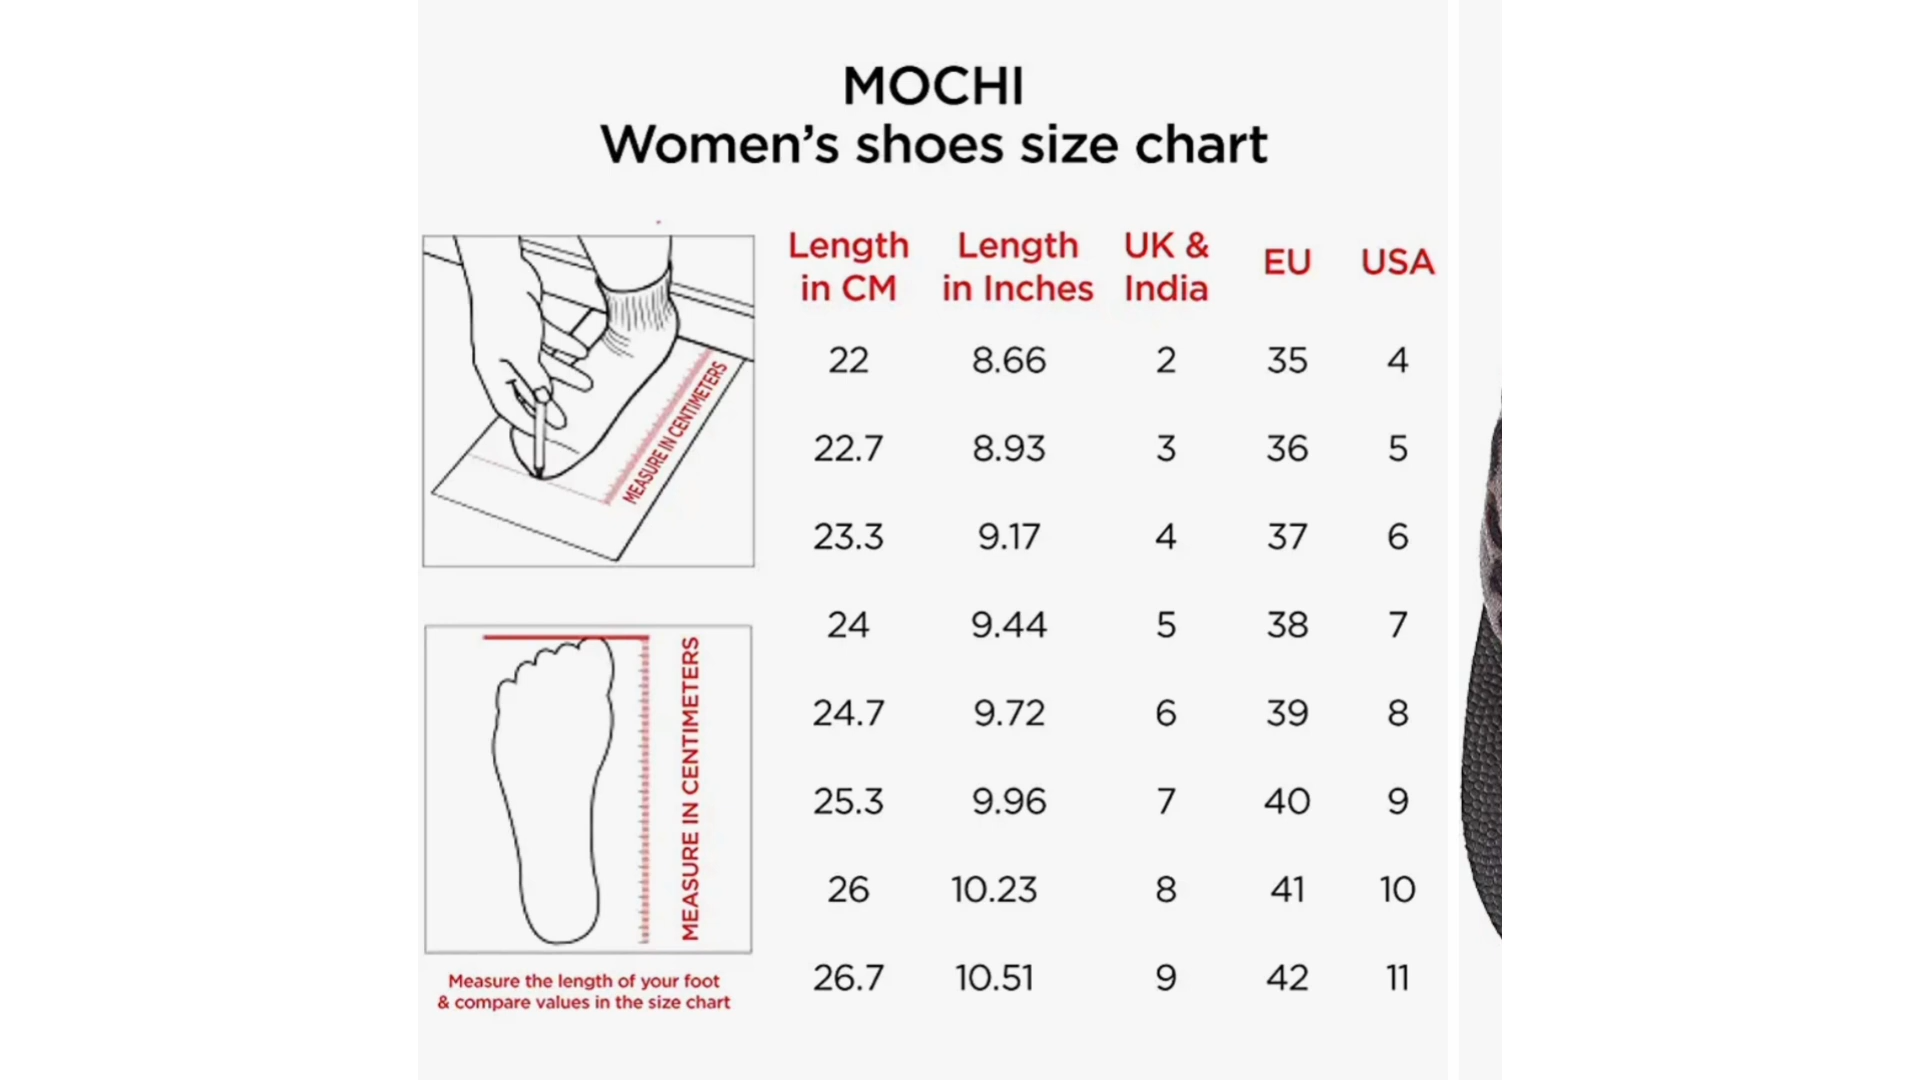 MOCHI
Women's shoes size chart
Length in CM Length in Inches UK & India EU USA
22 8.66 2 35 4
22.7 8.93 3 36 5
23.3 9.17 4 37 6
24 9.44 5 38 7
24.7 9.72 6 39 8
25.3 9.96 7 40 9
26 10.23 8 41 10
26.7 10.51 9 42 11
MEASURE IN CENTIMETERS
MEASURE IN CENTIMETERS
Measure the length of your foot
& compare values in the size chart